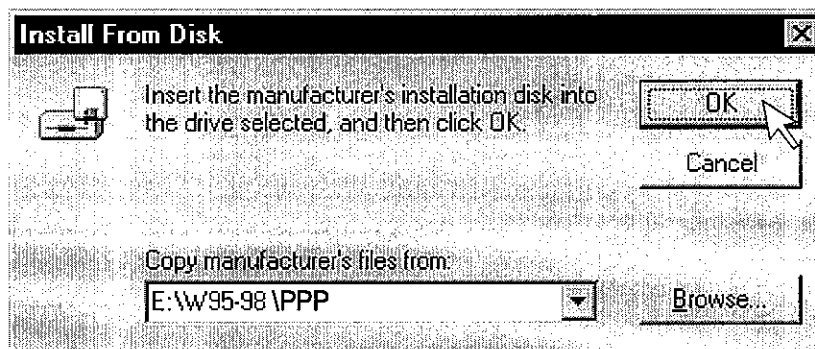 Install From Disk
Insert the manufacturer's installation disk into
the drive selected, and then click OK.
OK
Cancel
Copy manufacturer's files from:
E:\W95-98 \PPP
Browse...